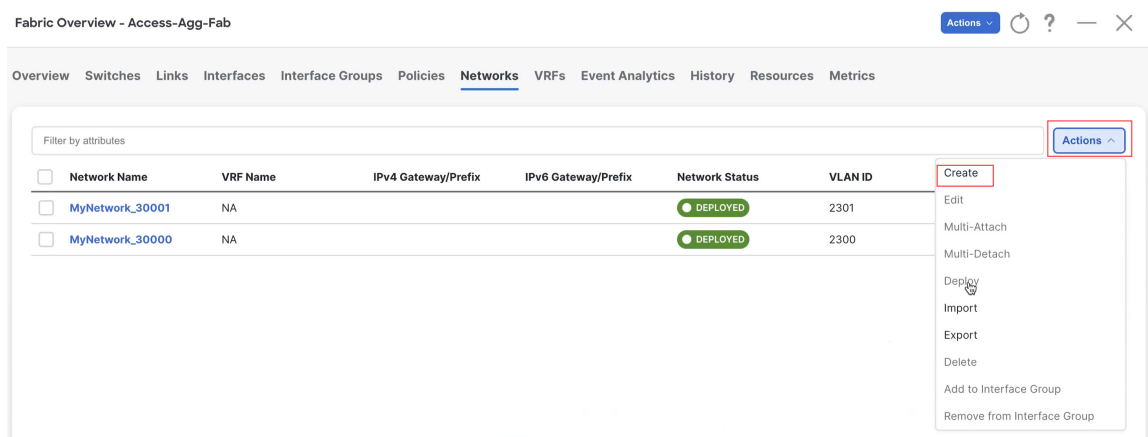 Fabric Overview - Access-Agg-Fab
Actions
?
Overview Switches Links Interfaces Interface Groups Policies Networks VRFs Event Analytics History Resources Metrics
Filter by attributes
Actions
Network Name VRF Name IPv4 Gateway/Prefix IPv6 Gateway/Prefix Network Status VLAN ID
MyNetwork_30001 NA DEPLOYED 2301
MyNetwork_30000 NA DEPLOYED 2300
Create
Edit
Multi-Attach
Multi-Detach
Deploy
Import
Export
Delete
Add to Interface Group
Remove from Interface Group